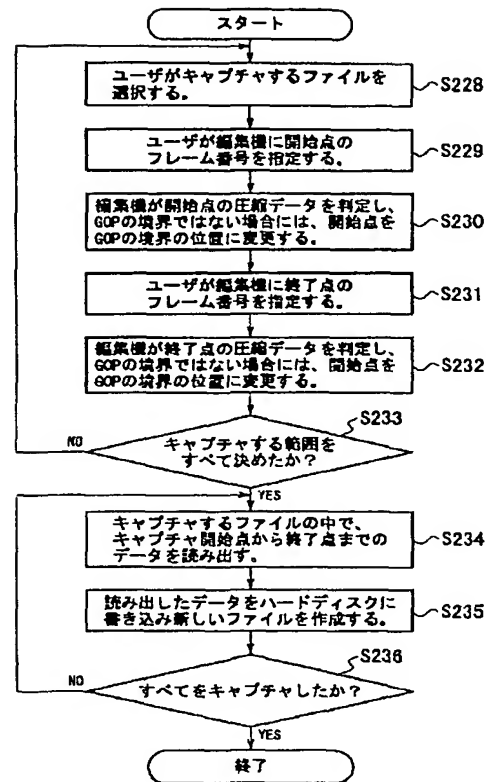 スタート
ユーザがキャプチャするファイルを
選択する。
S228
ユーザが編集機に開始点の
フレーム番号を指定する。
S229
編集機が開始点の圧縮データを判定し、
GOPの境界ではない場合には、開始点を
GOPの境界の位置に変更する。
S230
ユーザが編集機に終了点の
フレーム番号を指定する。
S231
編集機が終了点の圧縮データを判定し、
GOPの境界ではない場合には、開始点を
GOPの境界の位置に変更する。
S232
S233
キャプチャする範囲を
すべて決めたか？
NO
YES
キャプチャするファイルの中で、
キャプチャ開始点から終了点までの
データを読み出す。
S234
読み出したデータをハードディスクに
書き込み新しいファイルを作成する。
S235
S236
すべてをキャプチャしたか？
NO
YES
終了